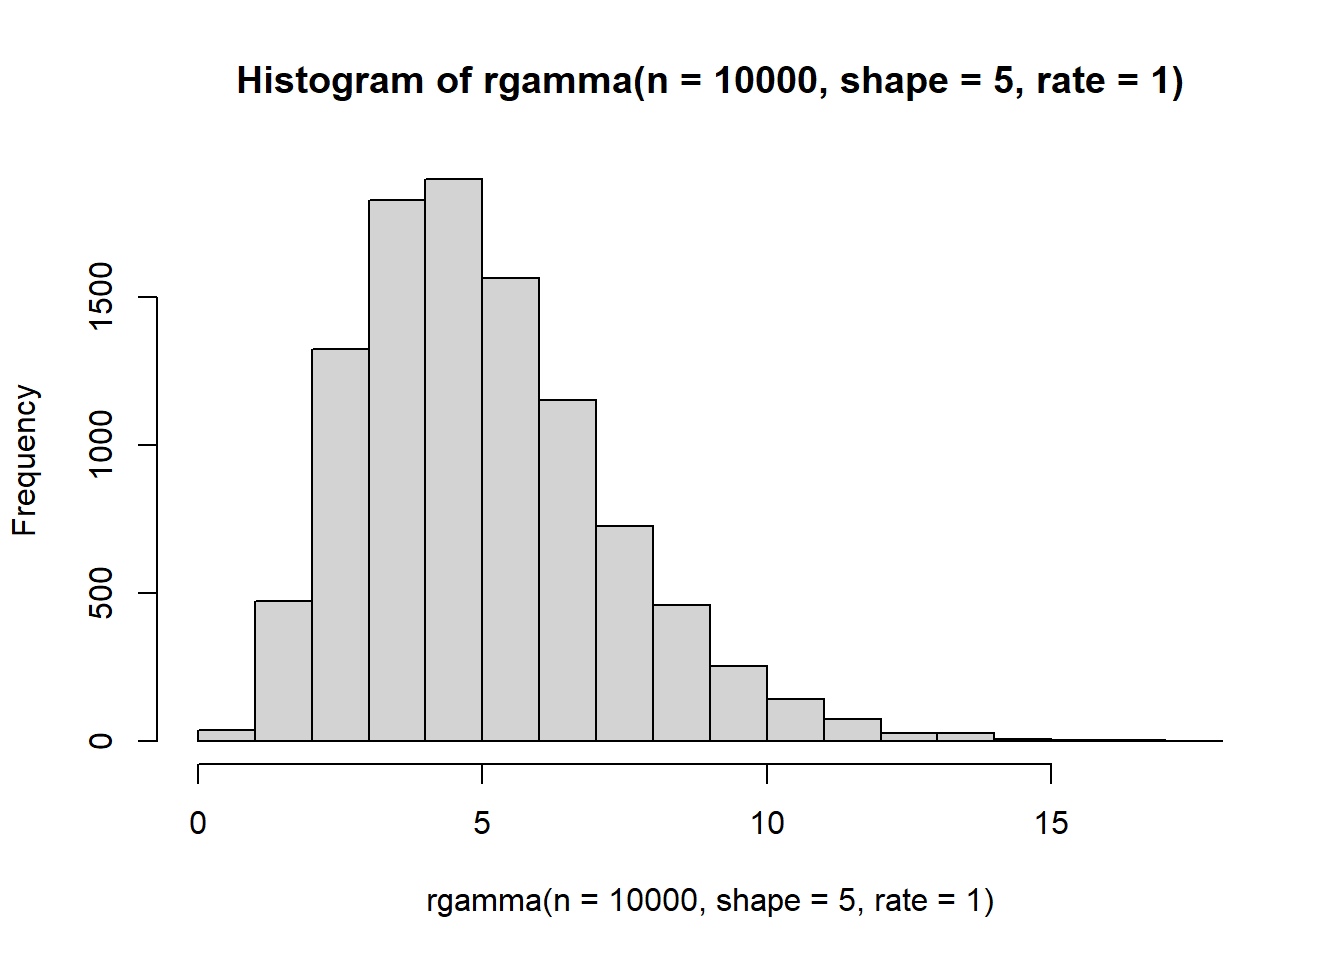 Histogram of rgamma(n = 10000, shape = 5, rate = 1)
Frequency
1500
1000
500
0
0 5 10 15
rgamma(n = 10000, shape = 5, rate = 1)